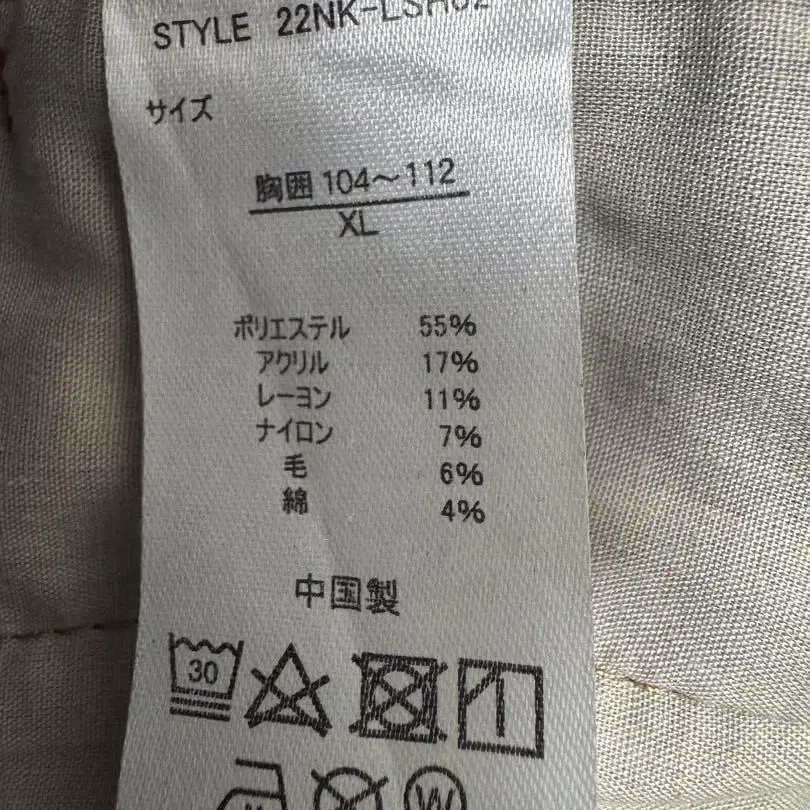 STYLE 22NK-LSH02
サイズ
胸囲 104～112
XL
ポリエステル 55%
アクリル 17%
レーヨン 11%
ナイロン 7%
毛 6%
綿 4%
中国製
30
W